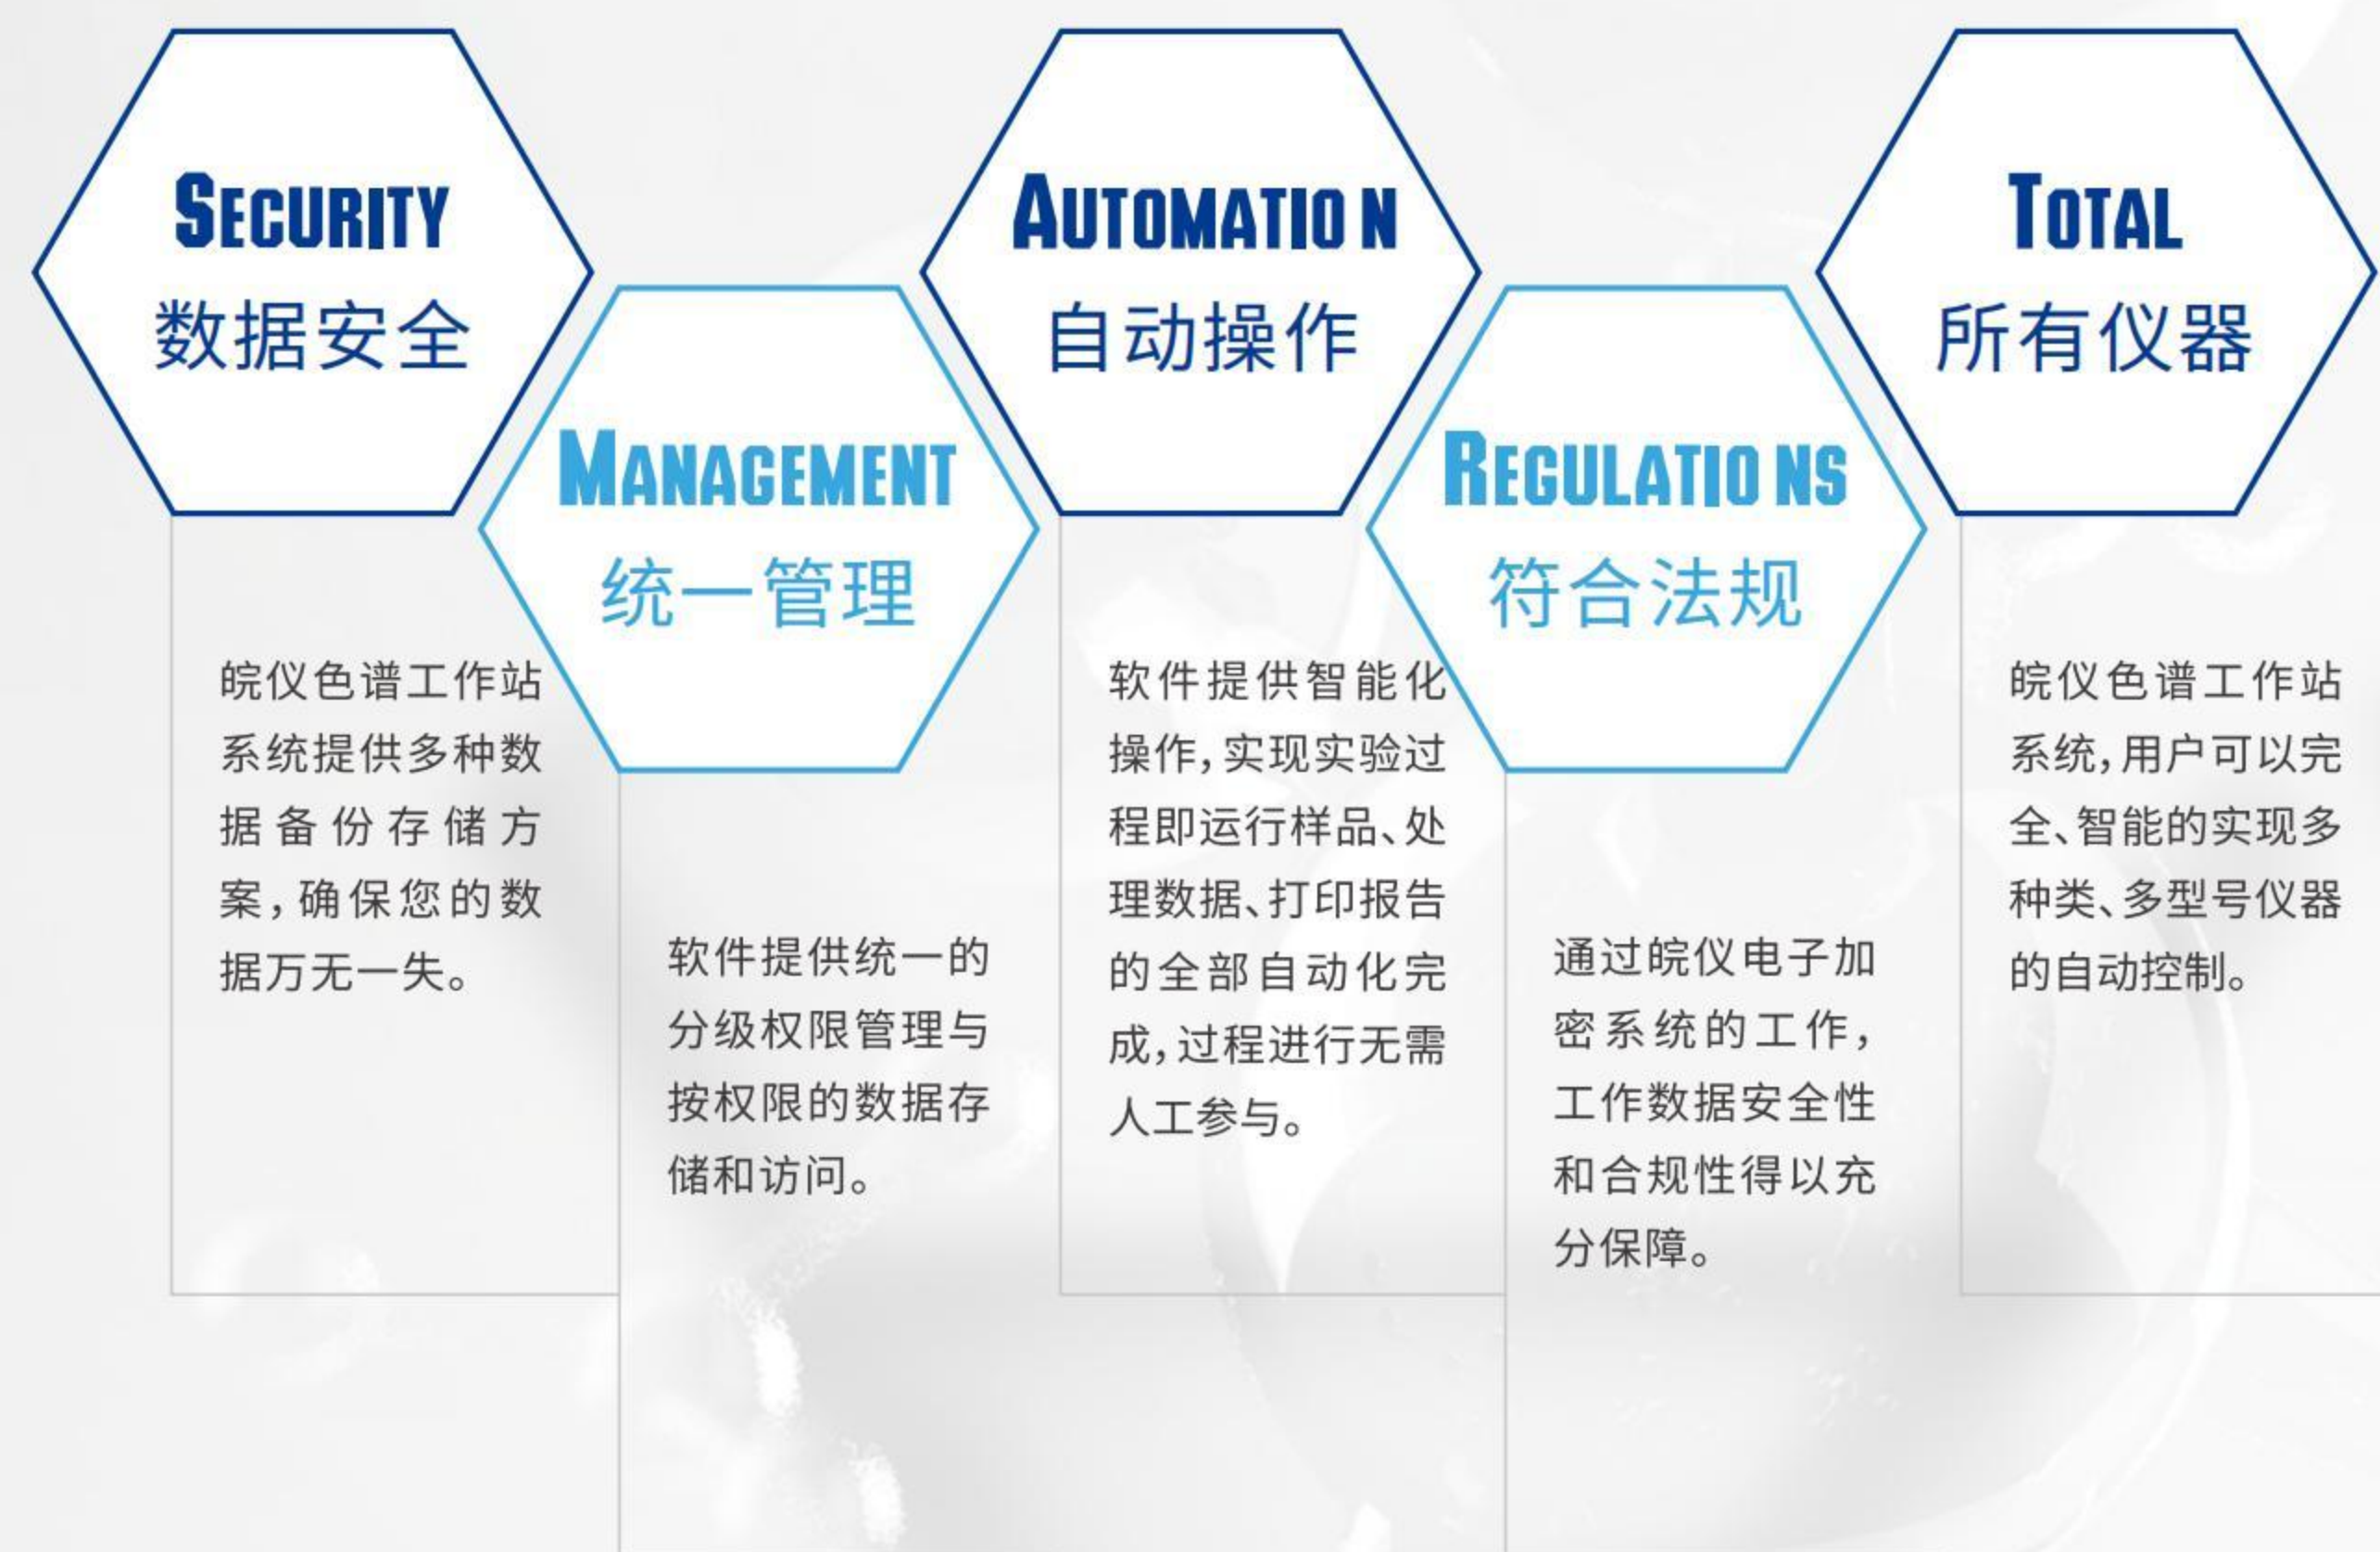 SECURITY
数据安全
皖仪色谱工作站
系统提供多种数
据备份存储方
案，确保您的数
据万无一失。
MANAGEMENT
统一管理
软件提供统一的
分级权限管理与
按权限的数据存
储和访问。
AUTOMATIO N
自动操作
软件提供智能化
操作，实现实验过
程即运行样品、处
理数据、打印报告
的全部自动化完
成，过程进行无需
人工参与。
REGULATIO NS
符合法规
通过皖仪电子加
密系统的工作，
工作数据安全性
和合规性得以充
分保障。
TOTAL
所有仪器
皖仪色谱工作站
系统，用户可以完
全、智能的实现多
种类、多型号仪器
的自动控制。